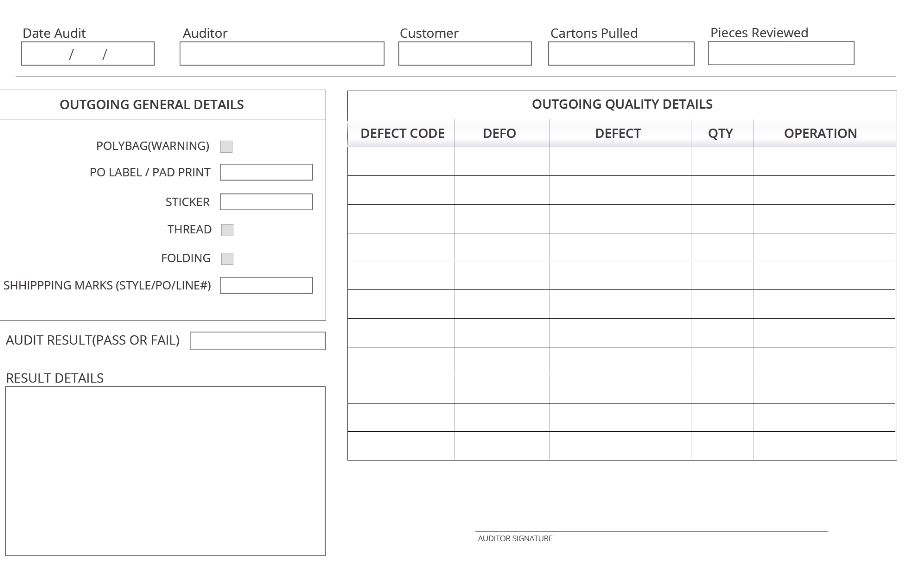 Date Audit Auditor Customer Cartons Pulled Pieces Reviewed
/ /
OUTGOING GENERAL DETAILS
POLYBAG(WARNING)
PO LABEL / PAD PRINT
STICKER
THREAD
FOLDING
SHHIPPPING MARKS (STYLE/PO/LINE#)
AUDIT RESULT(PASS OR FAIL)
RESULT DETAILS
OUTGOING QUALITY DETAILS
DEFECT CODE DEFO DEFECT QTY OPERATION
AUDITOR SIGNATURE